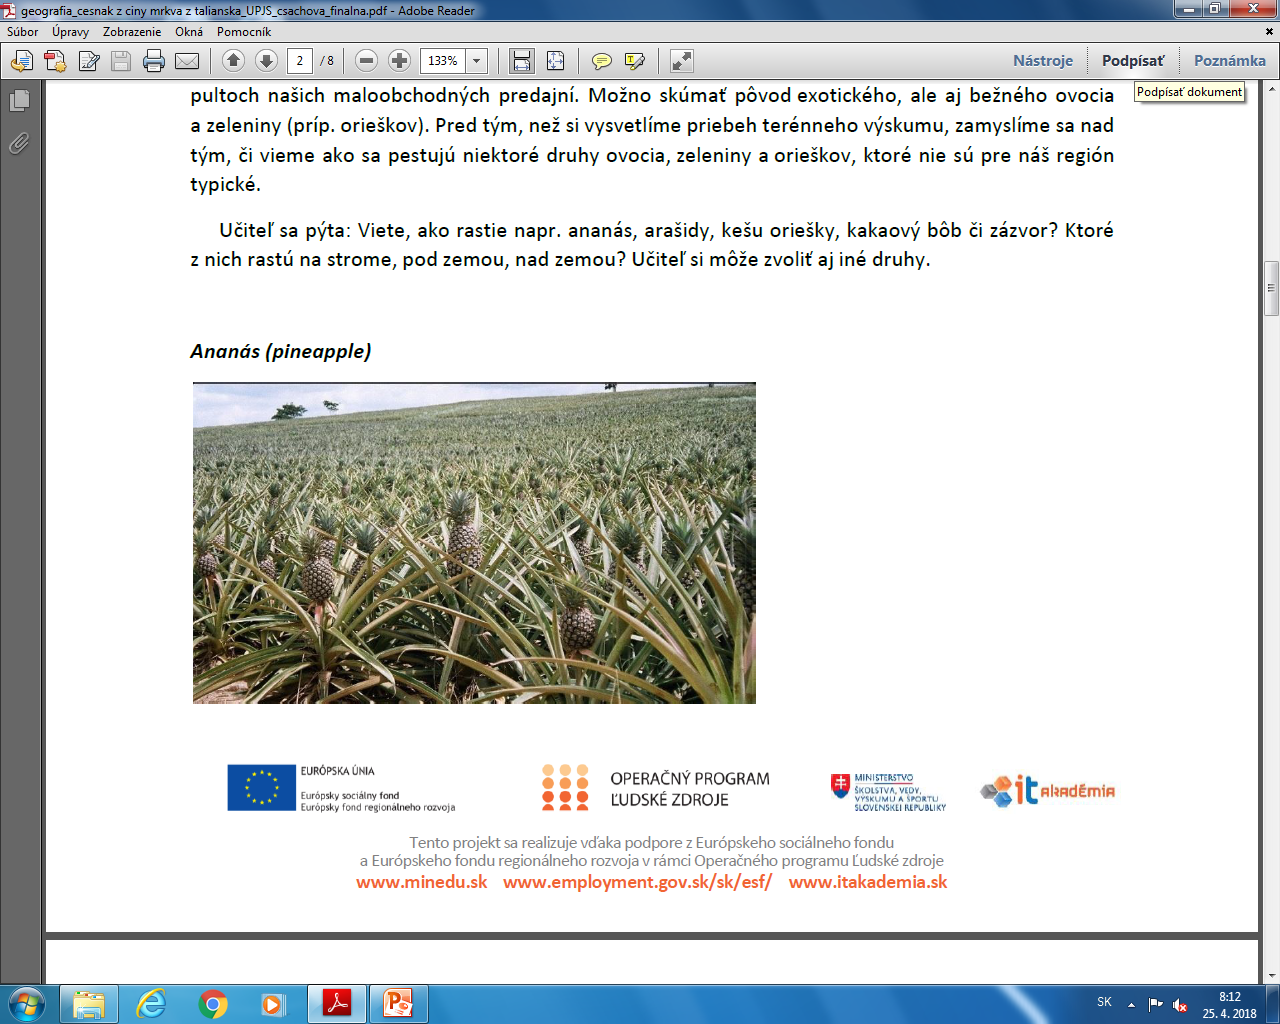 geografia_cesnak z ciny mrkva z talianska_UPJS_csachova_finalna.pdf - Adobe Reader
Súbor Úpravy Zobrazenie Okná Pomocník
2 / 8 133% Nástroje Podpísať Poznámka
Podpísať dokument
pultoch našich maloobchodných predajní. Možno skúmať pôvod exotického, ale aj bežného ovocia
a zeleniny (príp. orieškov). Pred tým, než si vysvetlíme priebeh terénneho výskumu, zamyslíme sa nad
tým, či vieme ako sa pestujú niektoré druhy ovocia, zeleniny a orieškov, ktoré nie sú pre náš región
typické.
Učiteľ sa pýta: Viete, ako rastie napr. ananás, arašidy, kešu oriešky, kakaový bôb či zázvor? Ktoré
z nich rastú na strome, pod zemou, nad zemou? Učiteľ si môže zvoliť aj iné druhy.
Ananás (pineapple)
EURÓPSKA ÚNIA
Európsky sociálny fond
Európsky fond regionálneho rozvoja
OPERAČNÝ PROGRAM
ĽUDSKÉ ZDROJE
MINISTERSTVO
ŠKOLSTVA, VEDY,
VÝSKUMU A ŠPORTU
SLOVENSKEJ REPUBLIKY
it akadémia
Tento projekt sa realizuje vďaka podpore z Európskeho sociálneho fondu
a Európskeho fondu regionálneho rozvoja v rámci Operačného programu Ľudské zdroje
www.minedu.sk www.employment.gov.sk/sk/esf/ www.itakademia.sk
SK
8:12
25. 4. 2018